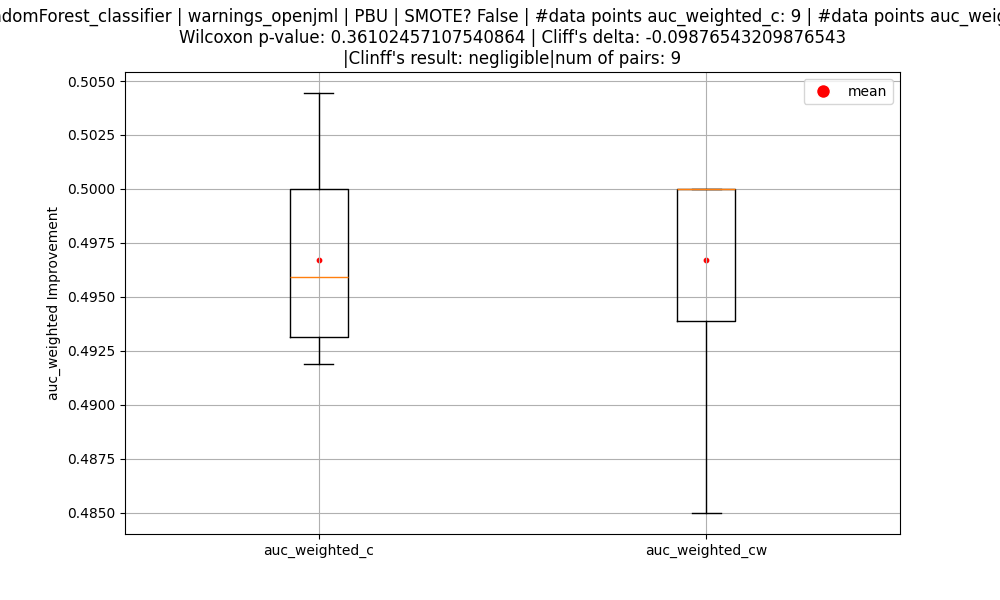 domForest_classifier | warnings_openjml | PBU | SMOTE? False | #data points auc_weighted_c: 9 | #data points
Wilcoxon p-value: 0.36102457107540864 | Cliff's delta: -0.09876543209876543
|Clinff's result: negligible|num of pairs: 9
mean
0.5050
0.5025
0.5000
0.4975
0.4950
0.4925
0.4900
0.4875
0.4850
auc_weighted Improvement
auc_weighted_c
auc_weighted_cw